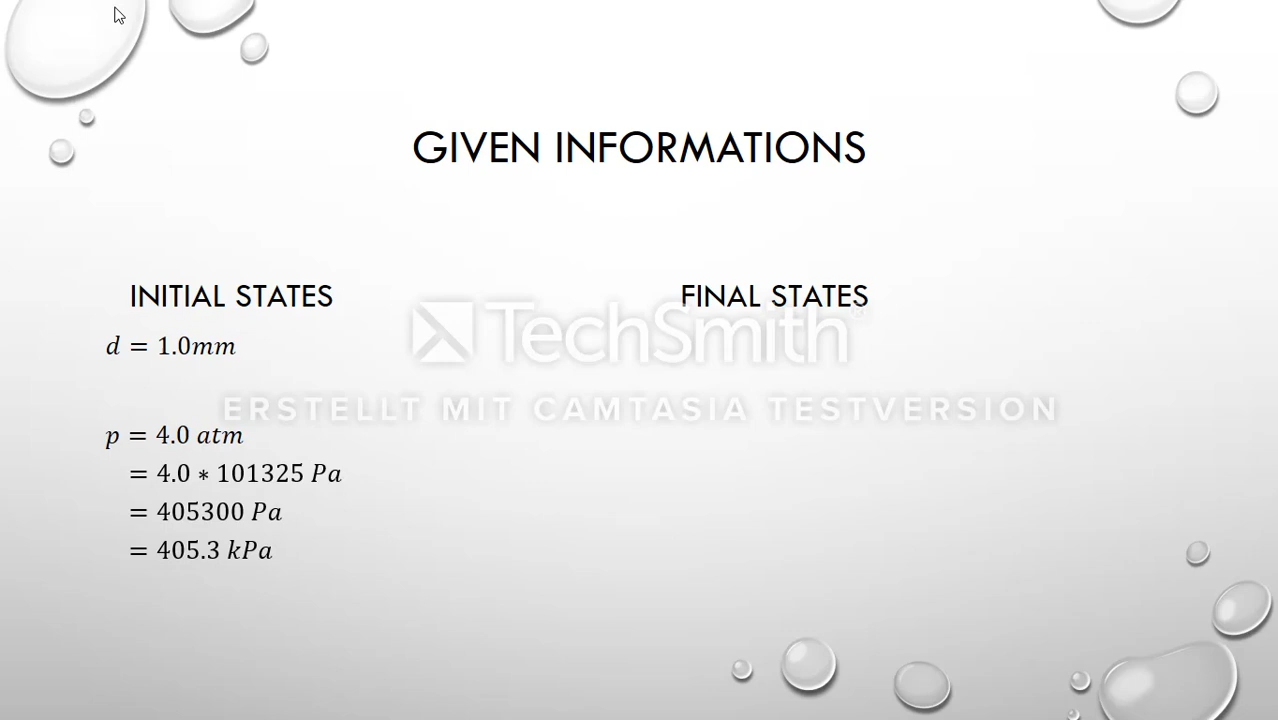 GIVEN INFORMATIONS
INITIAL STATES
FINAL STATES
TechSmith
ERSTELLT MIT CAMTASIA TESTVERSION
d = 1.0mm
p = 4.0 atm
= 4.0 ∗ 101325 Pa
= 405300 Pa
= 405.3 kPa